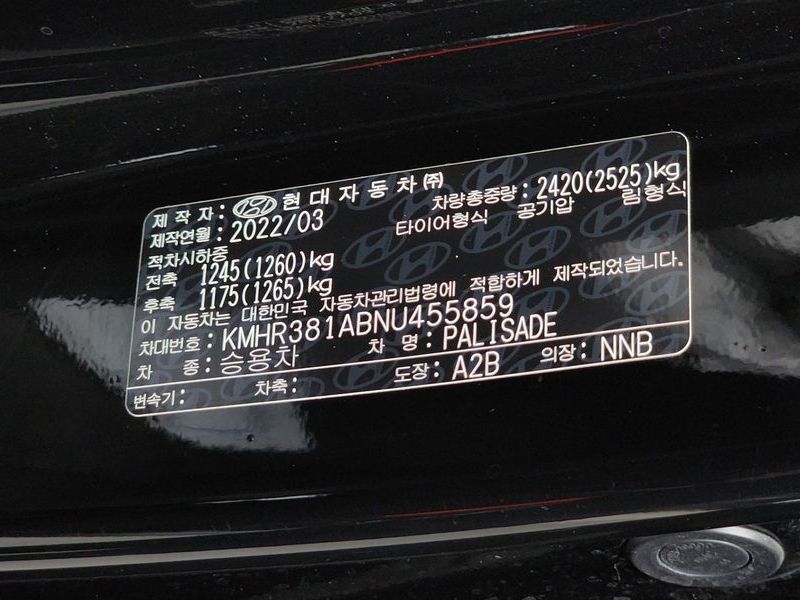 제작자: 현대자동차㈜
제작연월: 2022/03 차량총중량: 2420(2525)kg
적차시하중 타이어형식 공기압 림형식
전축 1245(1260)kg
후축 1175(1265)kg
이 자동차는 대한민국 자동차관리법령에 적합하게 제작되었습니다.
차대번호: KMHR381ABNU455859
차 종: 승용차 차 명: PALISADE
변속기: 차축: 도장: A2B 의장: NNB